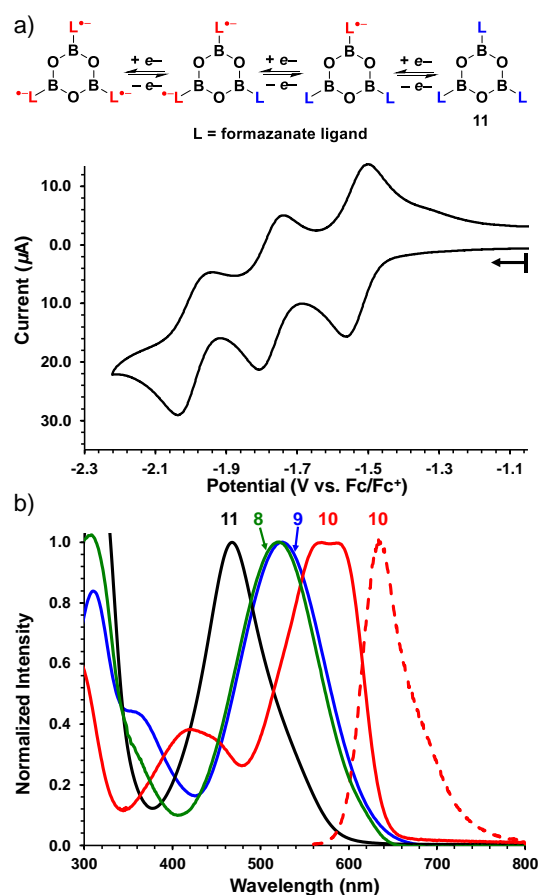 a)
L•– L•– L•– L
B B B B
O O O O O O O O
+ e– + e– + e–
– e– – e– – e–
B B B B B B B B
O O O O
•–L L•– •–L L L L L L
11
L = formazanate ligand
10.0
0.0
10.0
20.0
30.0
Current (µA)
-2.3 -2.1 -1.9 -1.7 -1.5 -1.3 -1.1
Potential (V vs. Fc/Fc+)
b)
11 8 9 10 10
1.0
0.8
0.6
0.4
0.2
0.0
Normalized Intensity
300 400 500 600 700 800
Wavelength (nm)